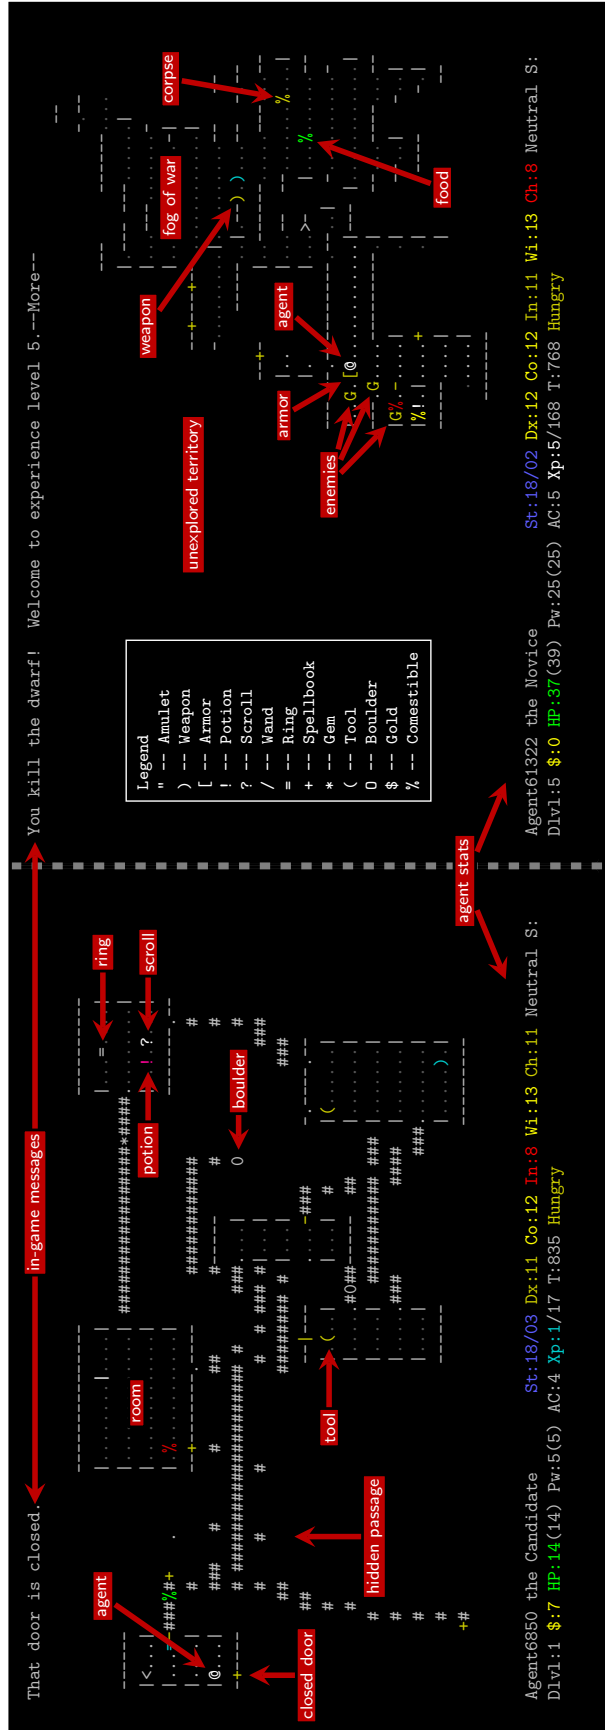 in-game messages
That door is closed.
agent
room
ring
potion
scroll
boulder
closed door
hidden passage
tool
Agent6850 the Candidate St:18/03 Dx:11 Co:12 In:8 Wi:13 Ch:11 Neutral S:
Dlvl:1 $:7 HP:14(14) Pw:5(5) AC:4 Xp:1/17 T:835 Hungry
agent stats
You kill the dwarf! Welcome to experience level 5.--More--
Legend
" -- Amulet
) -- Weapon
[ -- Armor
! -- Potion
? -- Scroll
/ -- Wand
= -- Ring
+ -- Spellbook
* -- Gem
( -- Tool
0 -- Boulder
$ -- Gold
% -- Comestible
unexplored territory
weapon
fog of war
corpse
armor
agent
enemies
food
Agent61322 the Novice St:18/02 Dx:12 Co:12 In:11 Wi:13 Ch:8 Neutral S:
Dlvl:5 $:0 HP:37(39) Pw:25(25) AC:5 Xp:5/168 T:768 Hungry